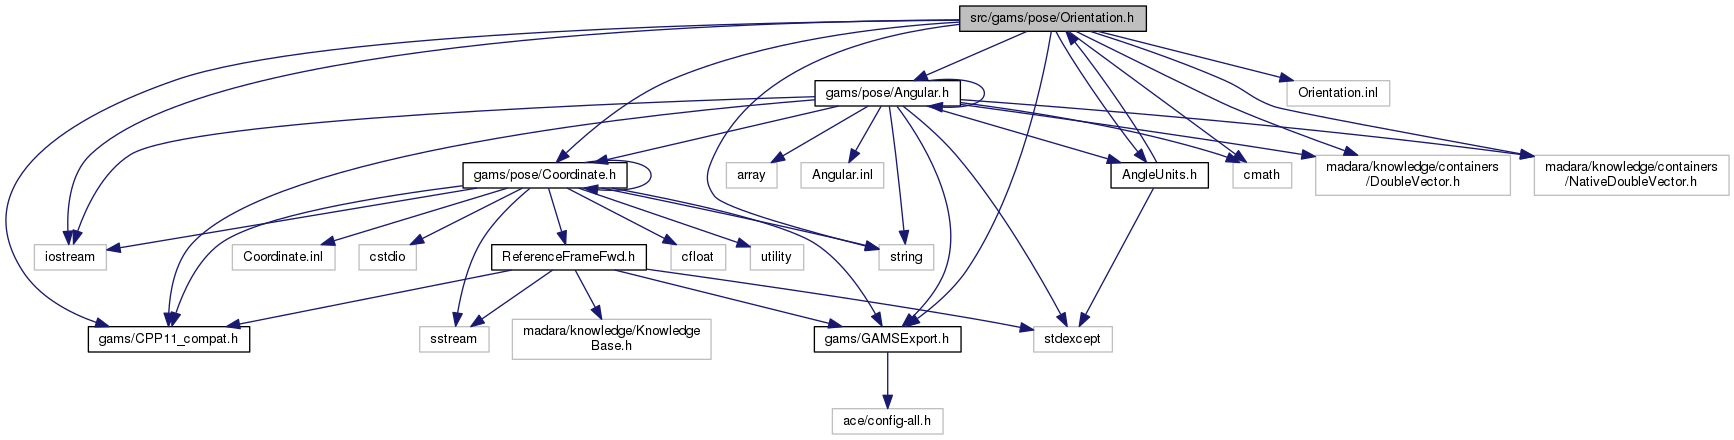 src/gams/pose/Orientation.h
gams/pose/Angular.h
Orientation.inl
gams/pose/Coordinate.h
array
Angular.inl
AngleUnits.h
cmath
madara/knowledge/containers
/DoubleVector.h
madara/knowledge/containers
/NativeDoubleVector.h
iostream
Coordinate.inl
cstdio
ReferenceFrameFwd.h
cfloat
utility
string
gams/CPP11_compat.h
sstream
madara/knowledge/Knowledge
Base.h
gams/GAMSExport.h
stdexcept
ace/config-all.h